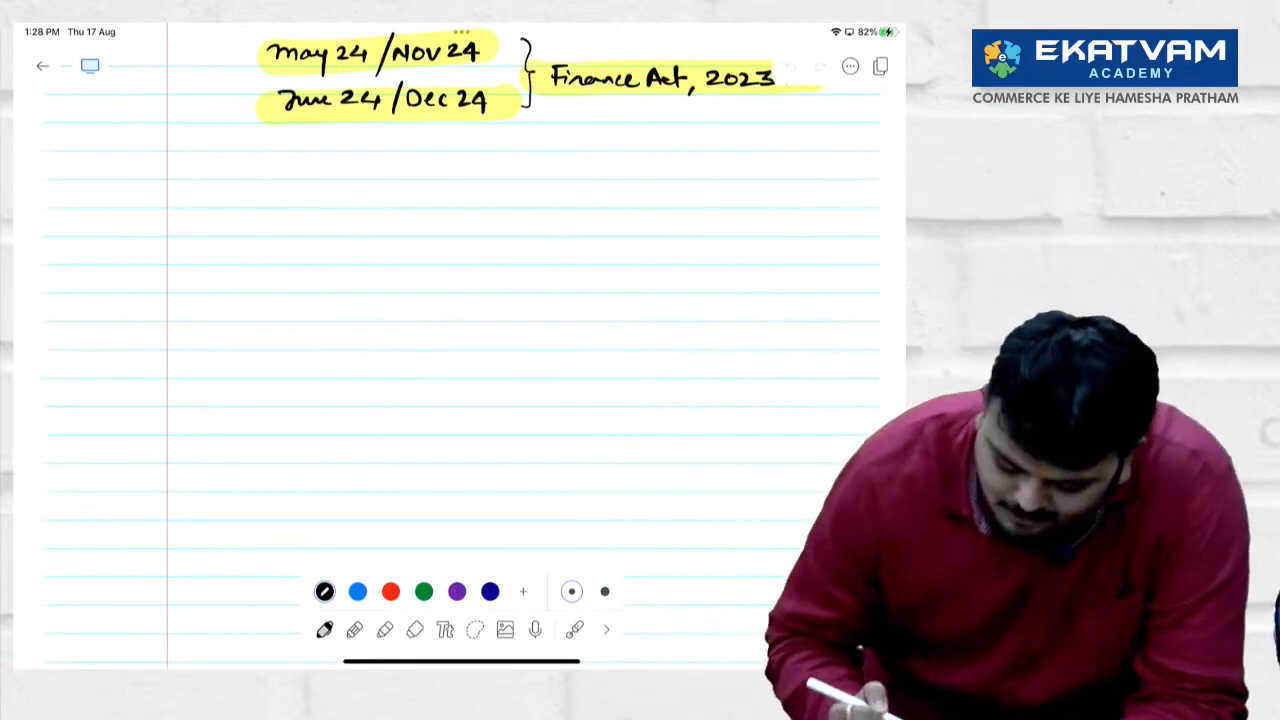 1:28 PM Thu 17 Aug
82%
May 24 / NOV 24
June 24 / Dec 24
Finance Act, 2023
Tt
EKATVAM
ACADEMY
COMMERCE KE LIYE HAMESHA PRATHAM